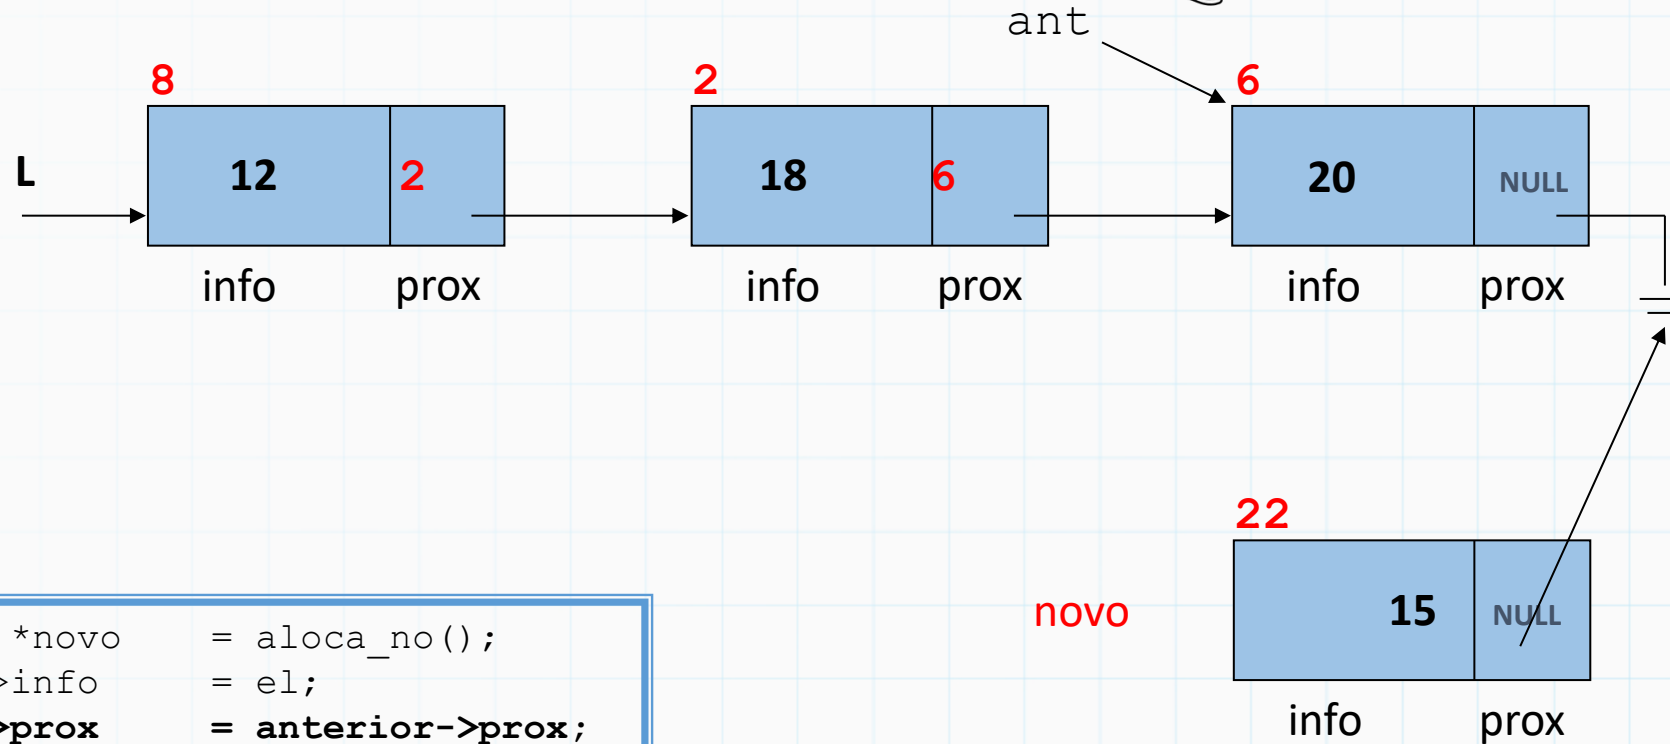 ant
8 2 6
L 12 2 18 6 20 NULL
info prox info prox info prox
22
novo 15 NULL
info prox
*novo = aloca_no();
>info = el;
>prox = anterior->prox;